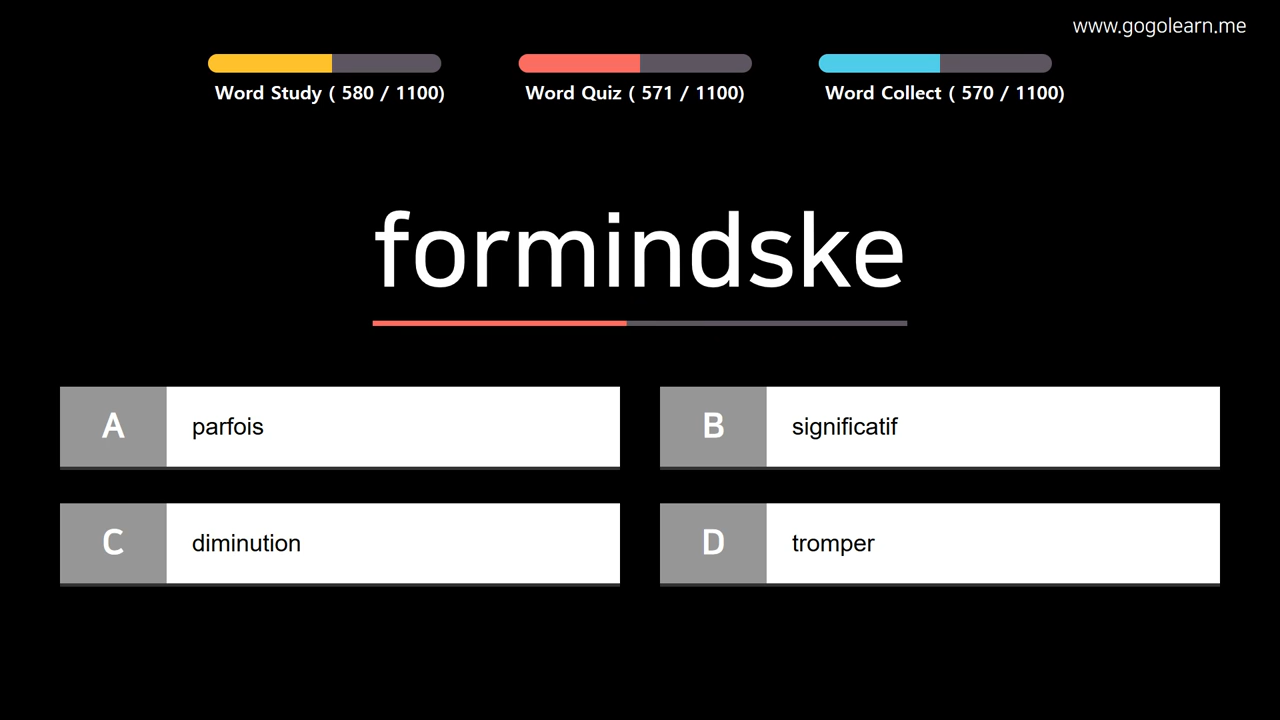 www.gogolearn.me
Word Study ( 580 / 1100)
Word Quiz ( 571 / 1100)
Word Collect ( 570 / 1100)
formindske
A parfois
B significatif
C diminution
D tromper